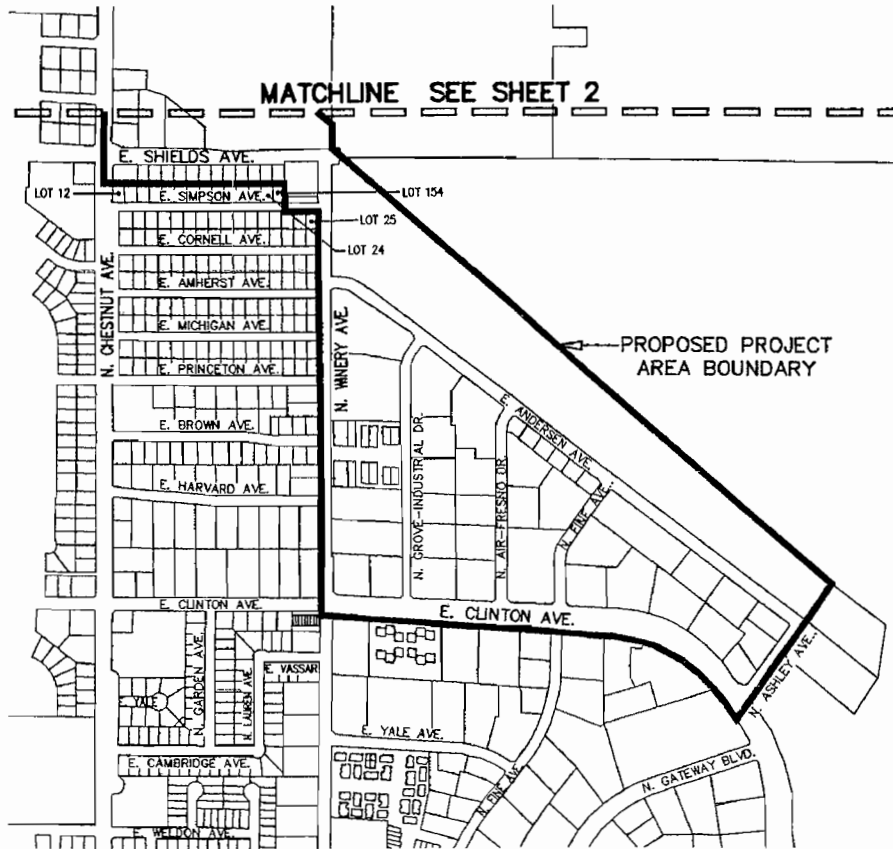 MATCHLINE SEE SHEET 2
E. SHIELDS AVE.
LOT 12
E. SIMPSON AVE.
LOT 154
LOT 25
E. CORNELL AVE.
LOT 24
N. CHESTNUT AVE.
E. AMHERST AVE.
E. MICHIGAN AVE.
N. WINERY AVE.
PROPOSED PROJECT
AREA BOUNDARY
E. PRINCETON AVE.
E. BROWN AVE.
E. ANDERSEN AVE.
N. GROVE-INDUSTRIAL DR.
N. AIR-FRESNO DR.
E. HARVARD AVE.
N. FINE AVE.
E. CLINTON AVE.
E. CLINTON AVE.
N. GARDEN AVE.
N. LAUREN AVE.
E. VASSAR
N. ASHLEY AVE.
E. YALE
E. YALE AVE.
E. CAMBRIDGE AVE.
N. FINE AVE
N. GATEWAY BLVD.
E. WELDON AVE.